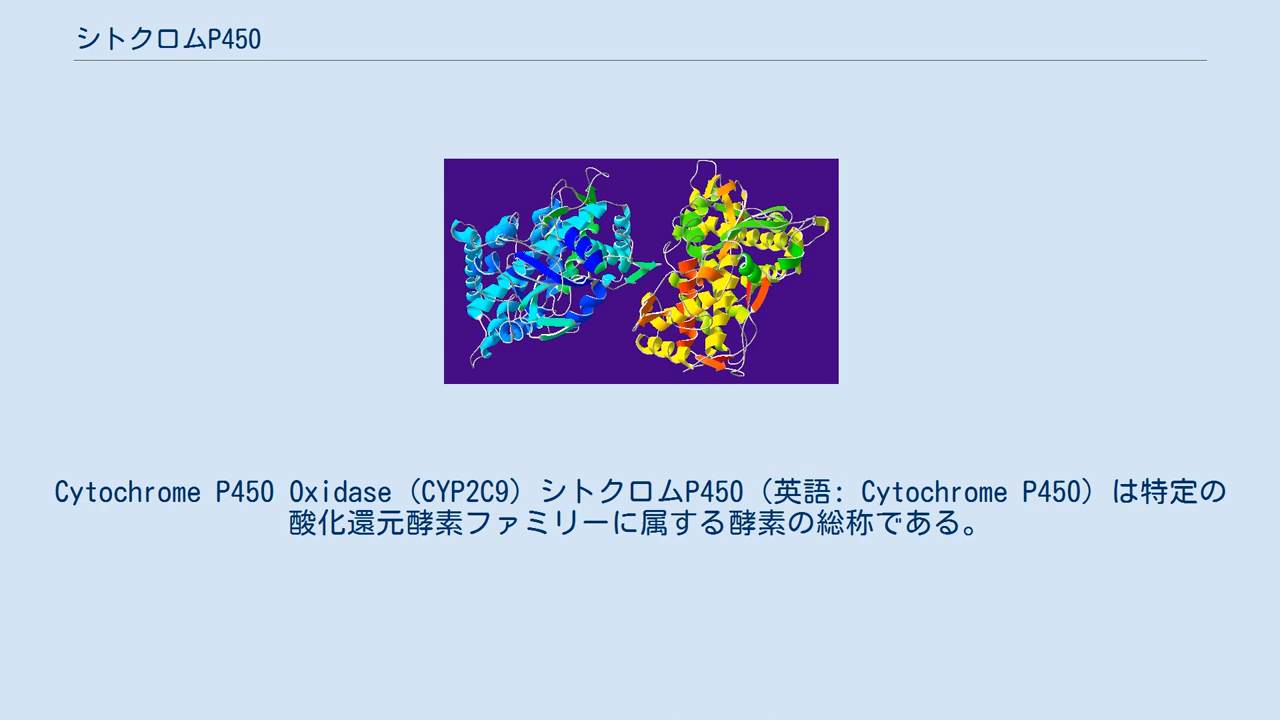 シトクロムP450
Cytochrome P450 Oxidase（CYP2C9）シトクロムP450（英語: Cytochrome P450）は特定の
酸化還元酵素ファミリーに属する酵素の総称である。